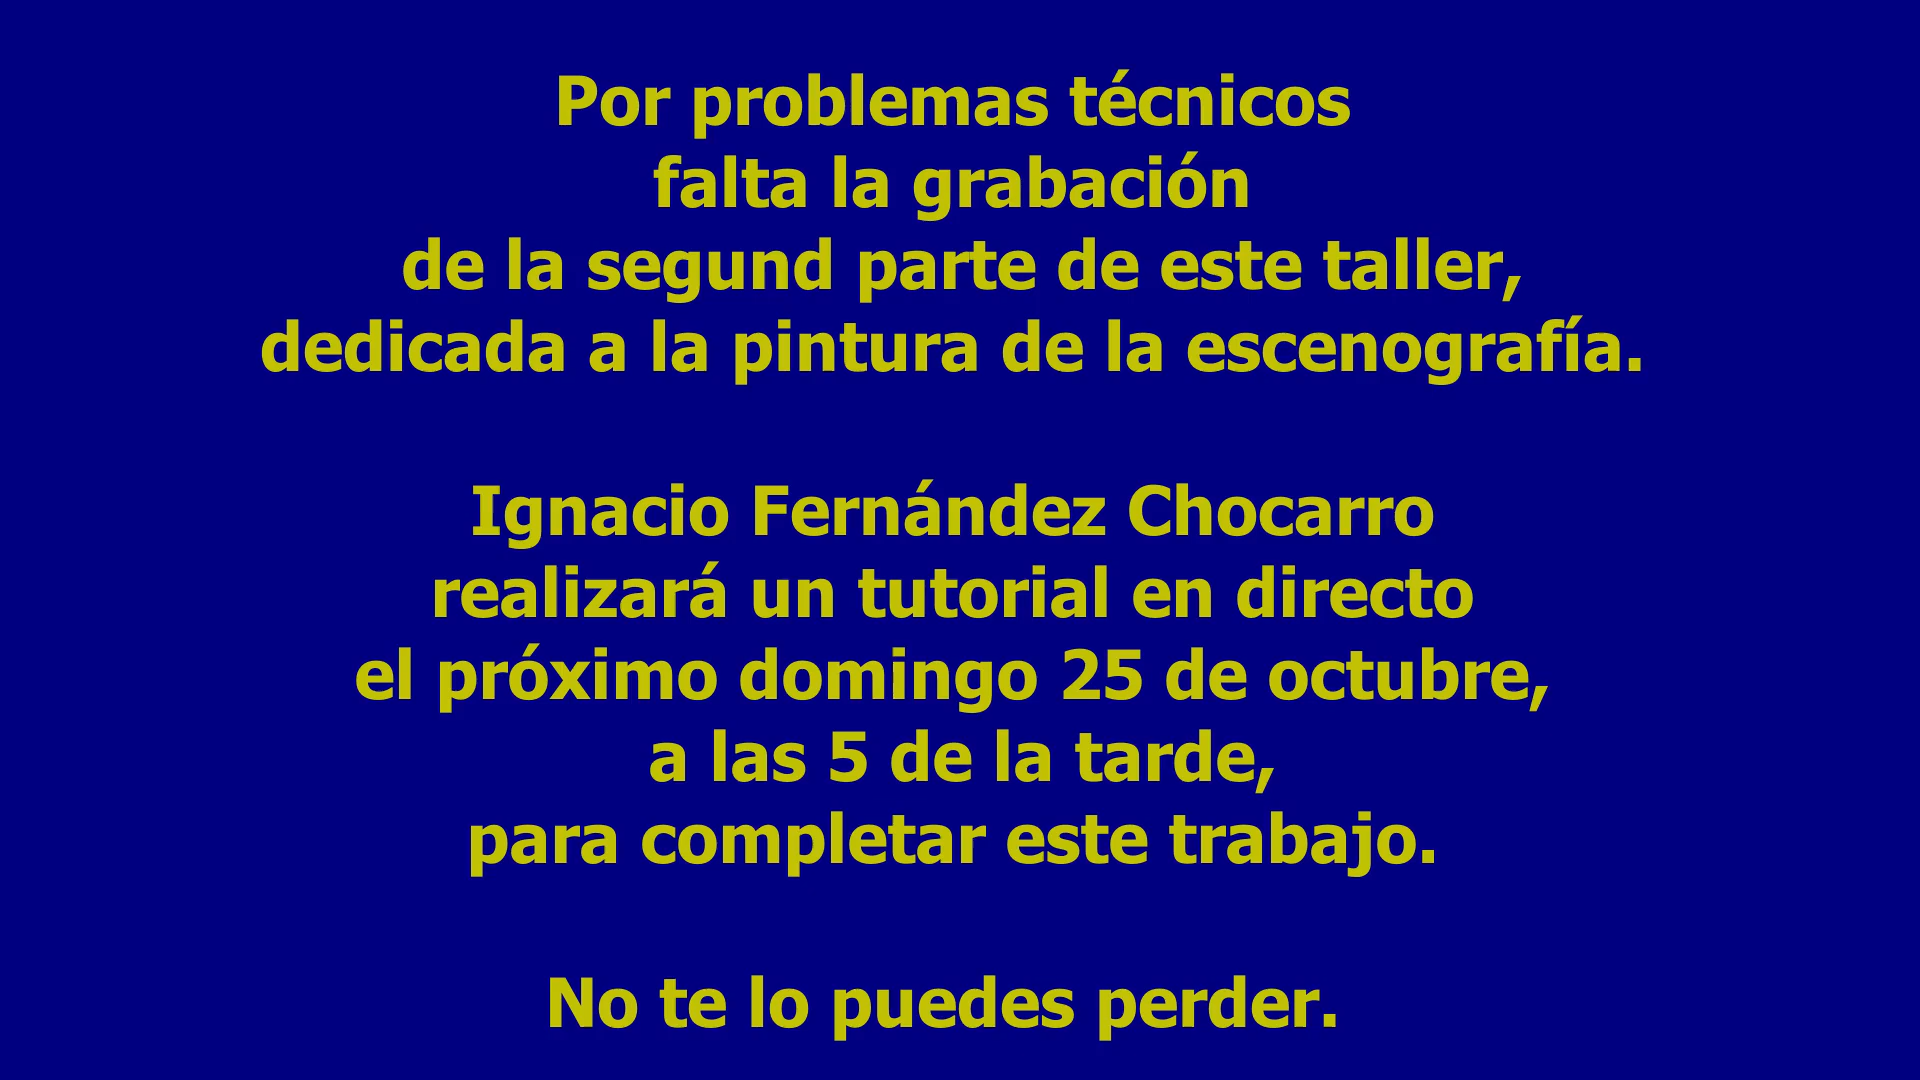 Por problemas técnicos
falta la grabación
de la segund parte de este taller,
dedicada a la pintura de la escenografía.
Ignacio Fernández Chocarro
realizará un tutorial en directo
el próximo domingo 25 de octubre,
a las 5 de la tarde,
para completar este trabajo.
No te lo puedes perder.